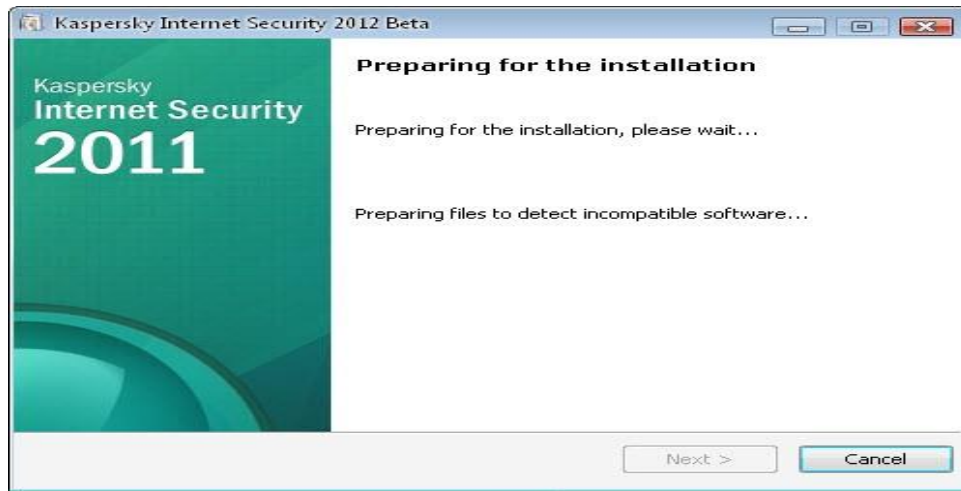 Kaspersky Internet Security 2012 Beta
Kaspersky
Internet Security
2011
Preparing for the installation
Preparing for the installation, please wait...
Preparing files to detect incompatible software...
Next >
Cancel